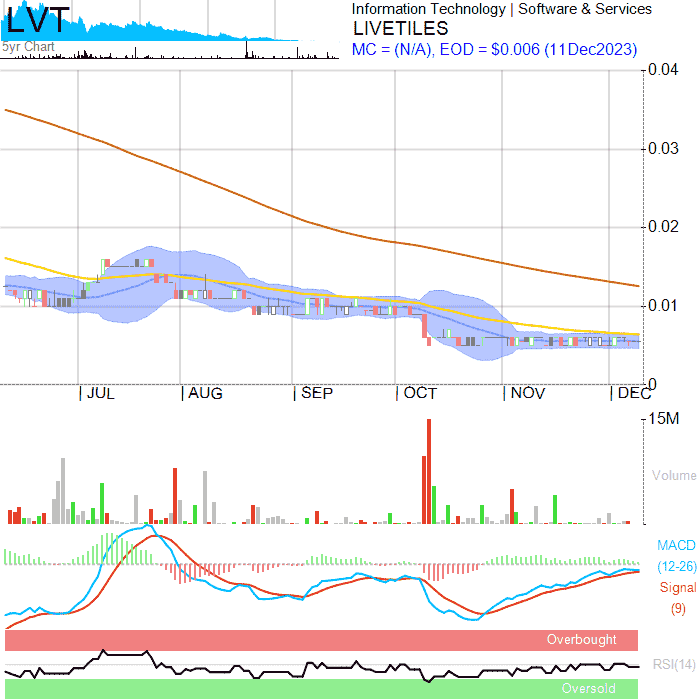 LVT
5yr Chart
Information Technology | Software & Services
LIVETILES
MC = (N/A), EOD = $0.006 (11Dec2023)
0.04
0.03
0.02
0.01
0
| JUL | AUG | SEP | OCT | NOV | DEC
15M
Volume
MACD
(12-26)
Signal
(9)
Overbought
RSI(14)
Oversold